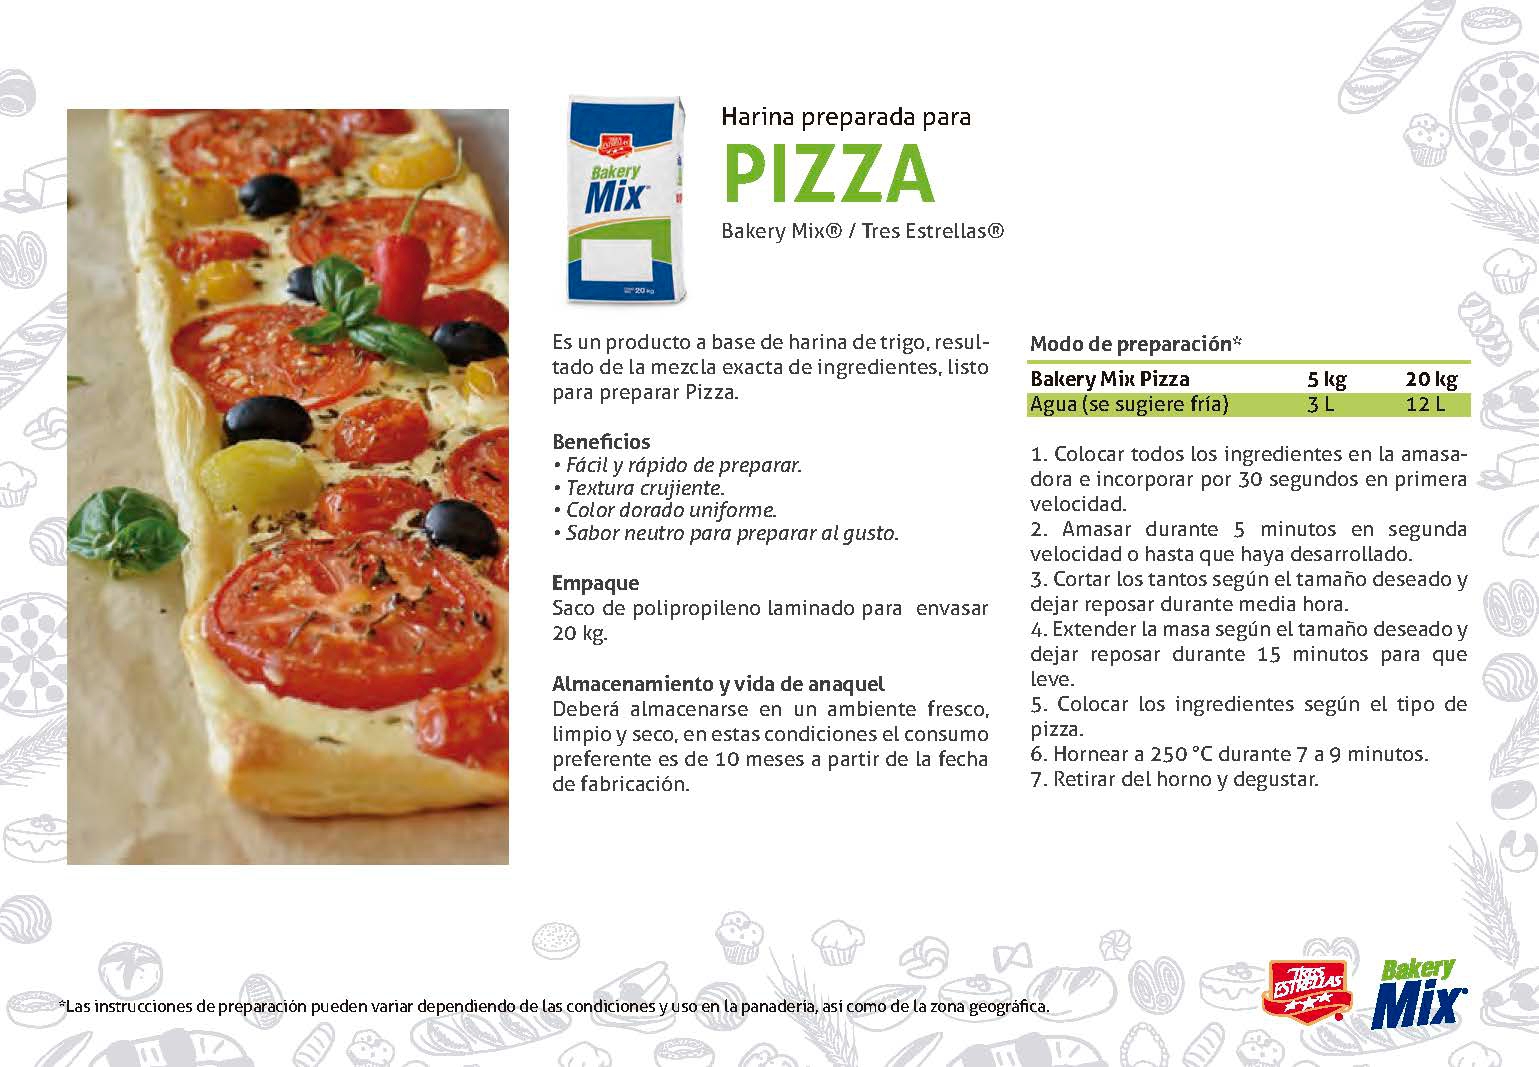 TRES
ESTRELLAS
Bakery
Mix
20 kg
Harina preparada para
PIZZA
Bakery Mix® / Tres Estrellas®
Es un producto a base de harina de trigo, resul-
tado de la mezcla exacta de ingredientes, listo
para preparar Pizza.
Beneficios
• Fácil y rápido de preparar.
• Textura crujiente.
• Color dorado uniforme.
• Sabor neutro para preparar al gusto.
Empaque
Saco de polipropileno laminado para envasar
20 kg.
Almacenamiento y vida de anaquel
Deberá almacenarse en un ambiente fresco,
limpio y seco, en estas condiciones el consumo
preferente es de 10 meses a partir de la fecha
de fabricación.
Modo de preparación*
Bakery Mix Pizza 5 kg 20 kg
Agua (se sugiere fría) 3 L 12 L
1. Colocar todos los ingredientes en la amasa-
dora e incorporar por 30 segundos en primera
velocidad.
2. Amasar durante 5 minutos en segunda
velocidad o hasta que haya desarrollado.
3. Cortar los tantos según el tamaño deseado y
dejar reposar durante media hora.
4. Extender la masa según el tamaño deseado y
dejar reposar durante 15 minutos para que
leve.
5. Colocar los ingredientes según el tipo de
pizza.
6. Hornear a 250 °C durante 7 a 9 minutos.
7. Retirar del horno y degustar.
*Las instrucciones de preparación pueden variar dependiendo de las condiciones y uso en la panadería, así como de la zona geográfica.
TRES
ESTRELLAS
®
Bakery
Mix®